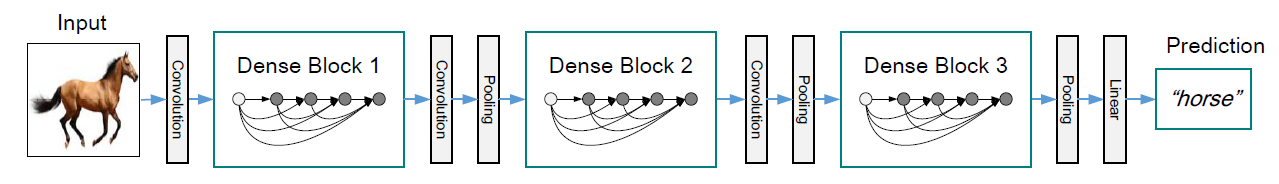 Input
Convolution
Dense Block 1
Convolution
Pooling
Dense Block 2
Convolution
Pooling
Dense Block 3
Pooling
Linear
Prediction
“horse”